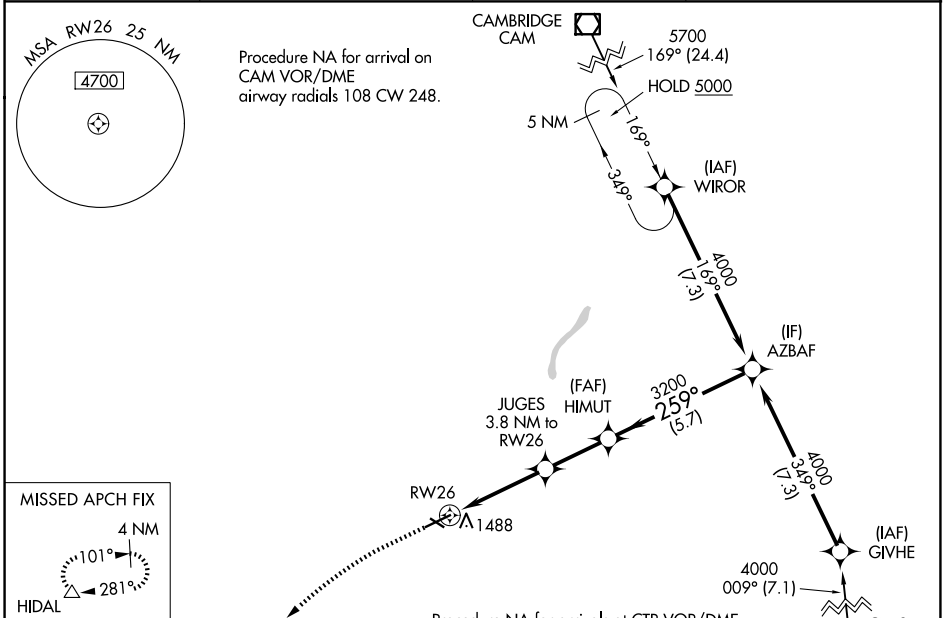 MSA RW26 25 NM
4700
Procedure NA for arrival on
CAM VOR/DME
airway radials 108 CW 248.
CAMBRIDGE
CAM
5700
169° (24.4)
HOLD 5000
5 NM
169°
349°
(IAF)
WIROR
4000
169°
(7.3)
(IF)
AZBAF
3200
259°
(5.7)
(FAF)
HIMUT
JUGES
3.8 NM to
RW26
RW26
1488
4000
349°
(7.3)
(IAF)
GIVHE
4000
009° (7.1)
MISSED APCH FIX
4 NM
101°
281°
HIDAL